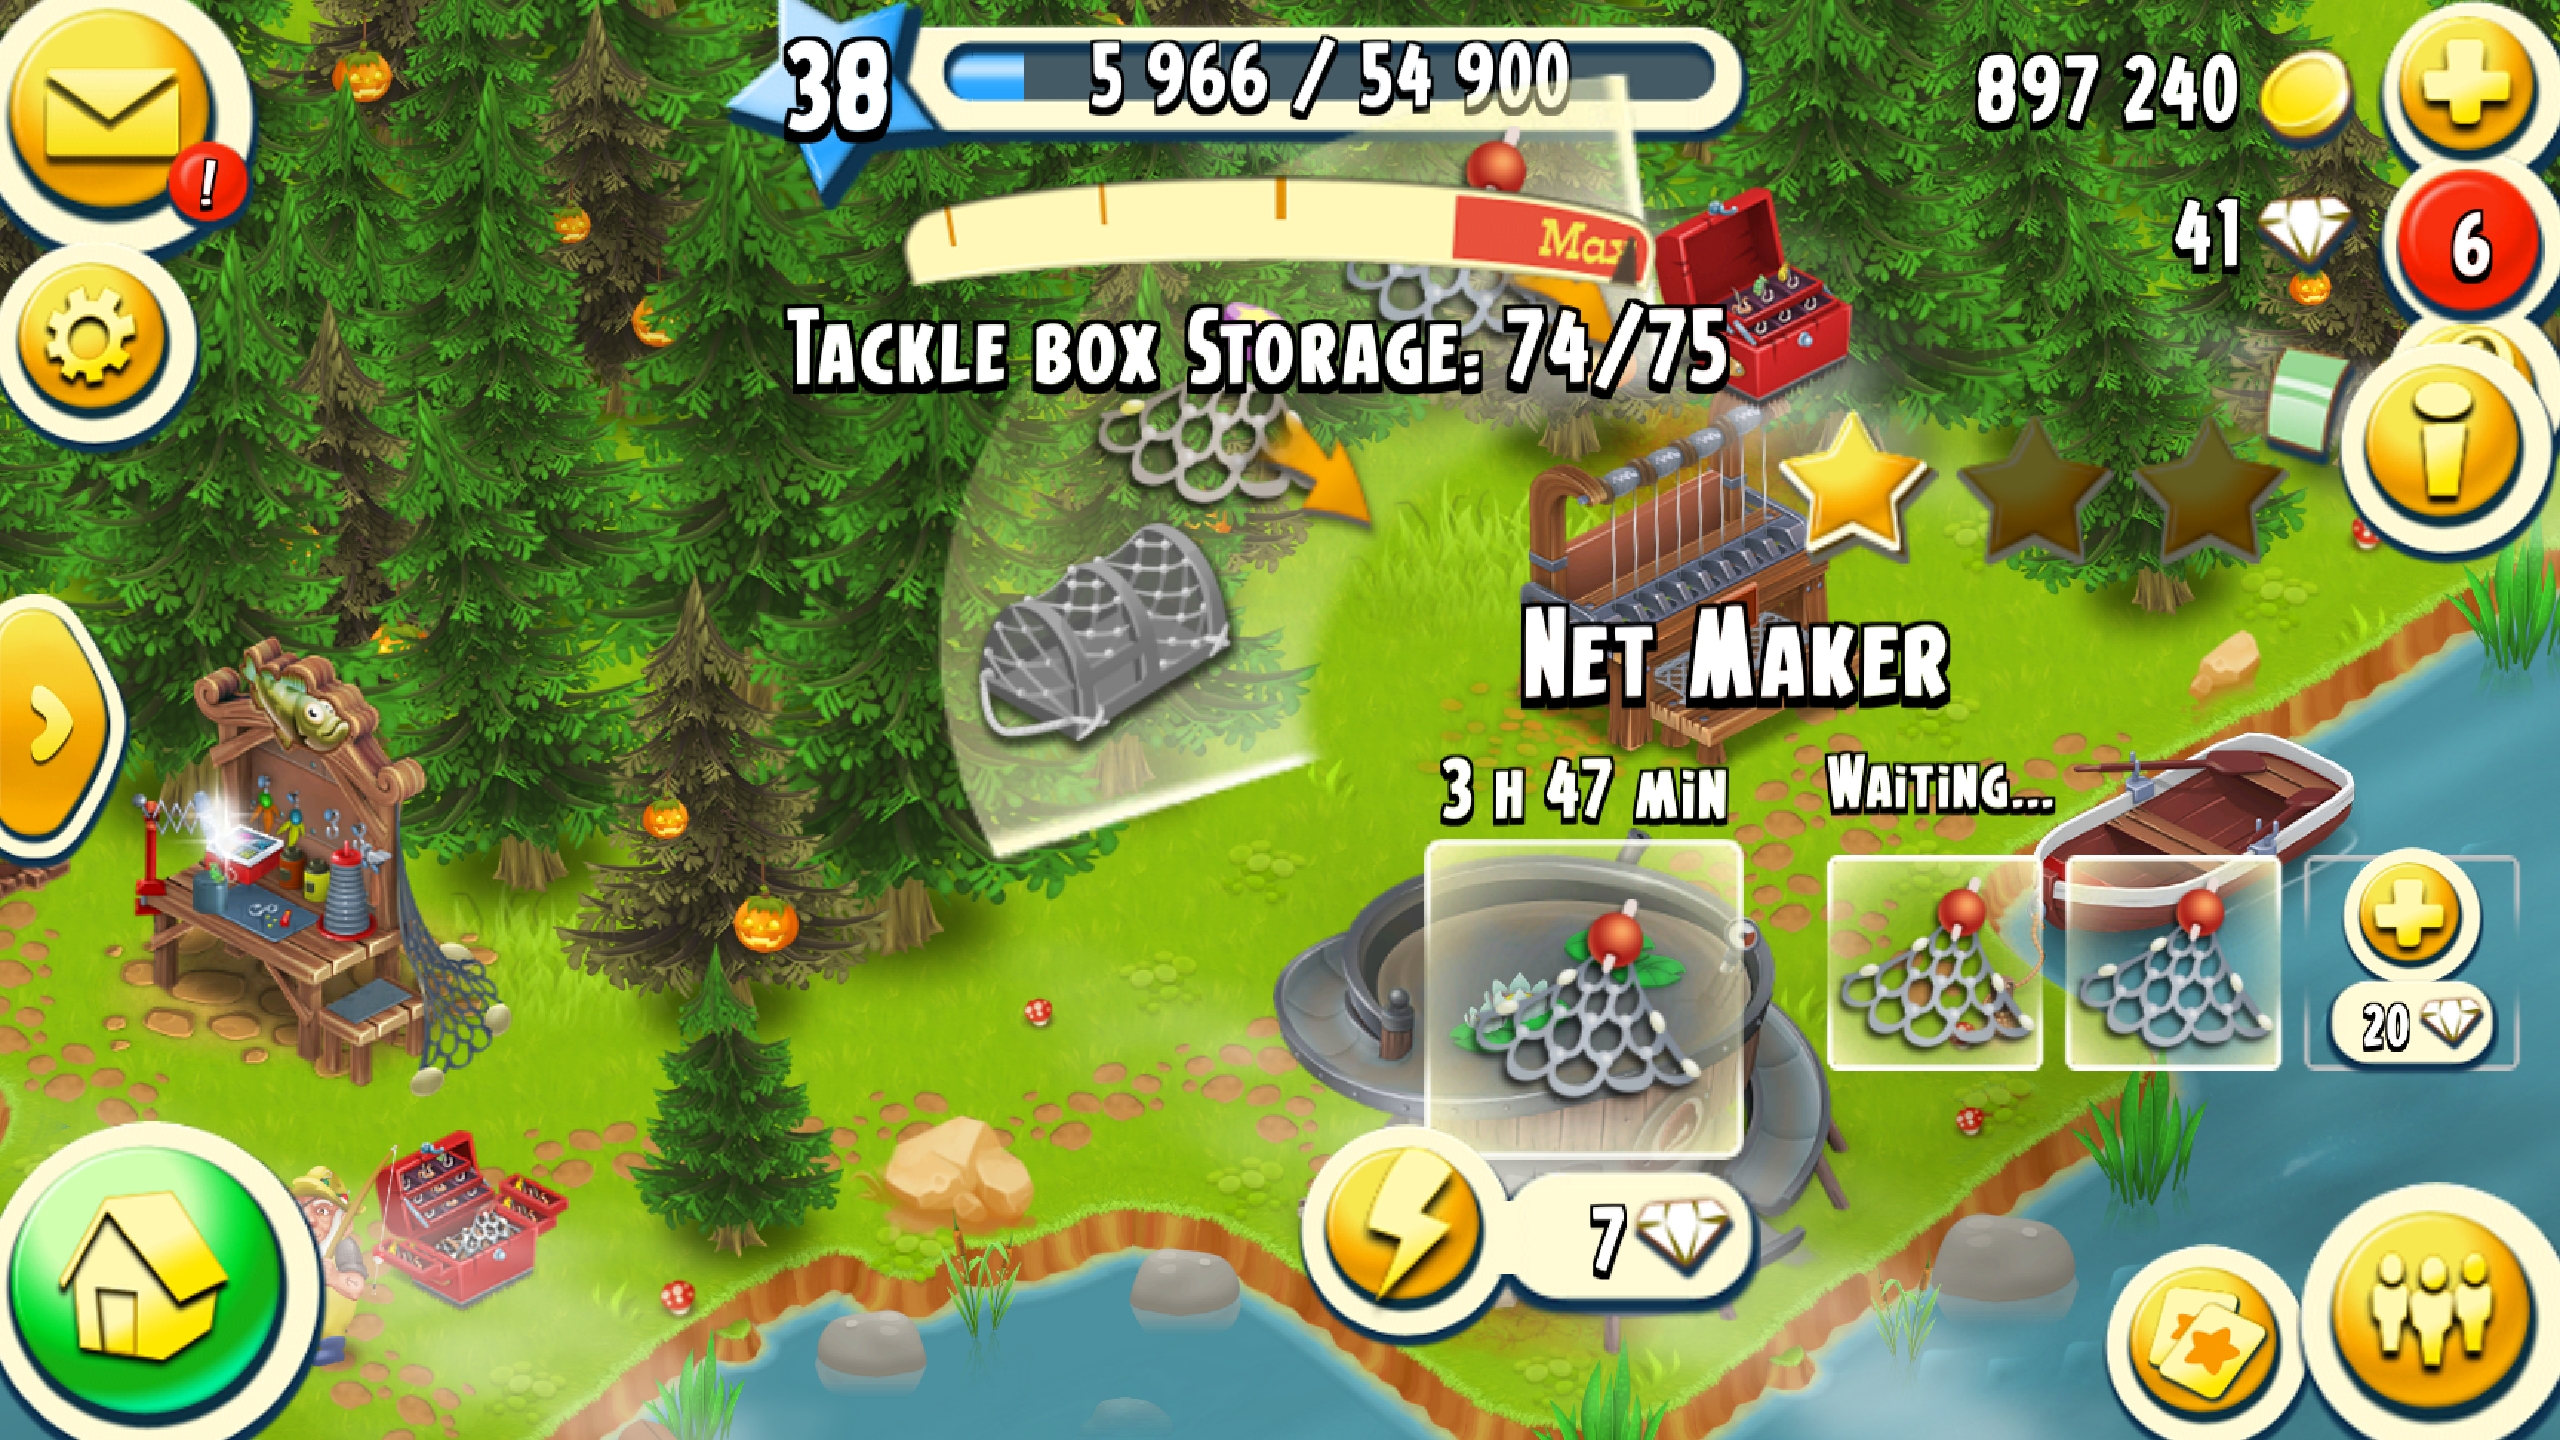 38
5 966 / 54 900
897 240
!
41
6
Max
Tackle box Storage: 74/75
Net Maker
3 h 47 min
Waiting...
20
7